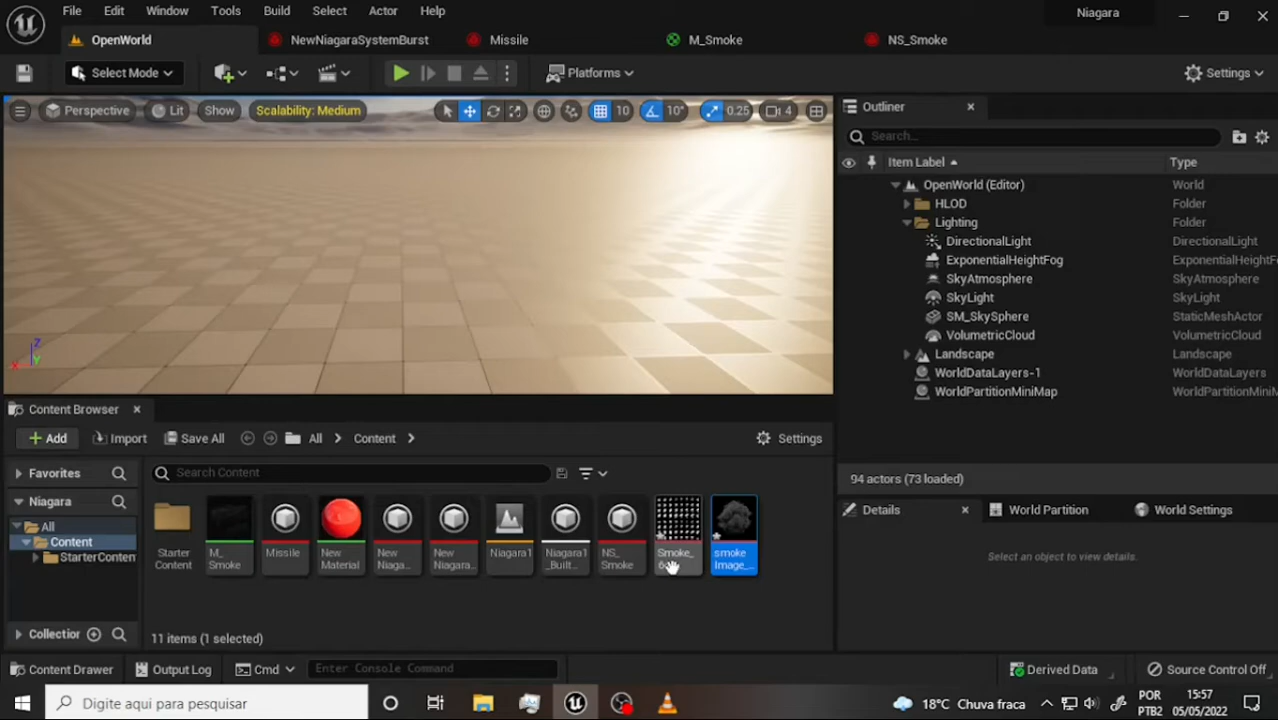 File Edit Window Tools Build Select Actor Help
Niagara
OpenWorld NewNiagaraSystemBurst Missile M_Smoke NS_Smoke
Select Mode Platforms Settings
Perspective Lit Show Scalability: Medium 10 10° 0.25 4
Outliner
Search...
Item Label Type
OpenWorld (Editor) World
HLOD Folder
Lighting Folder
DirectionalLight DirectionalLight
ExponentialHeightFog ExponentialHeightFog
SkyAtmosphere SkyAtmosphere
SkyLight SkyLight
SM_SkySphere StaticMeshActor
VolumetricCloud VolumetricCloud
Landscape Landscape
WorldDataLayers-1 WorldDataLayers
WorldPartitionMiniMap WorldPartitionMiniMap
94 actors (73 loaded)
Details World Partition World Settings
Select an object to view details.
Z
X Y
Content Browser
Add Import Save All All Content Settings
Favorites
Search Content
Niagara
All
Content
StarterConten
Collection
Starter
Content
M_
Smoke
Missile
New
Material
New
Niaga...
New
Niagara...
Niagara1
Niagara1
_Built...
NS_
Smoke
Smoke_
smoke
Image_...
11 items (1 selected)
Content Drawer Output Log Cmd Enter Console Command Derived Data Source Control Off
Digite aqui para pesquisar
18°C Chuva fraca
POR
PTB2
15:57
05/05/2022